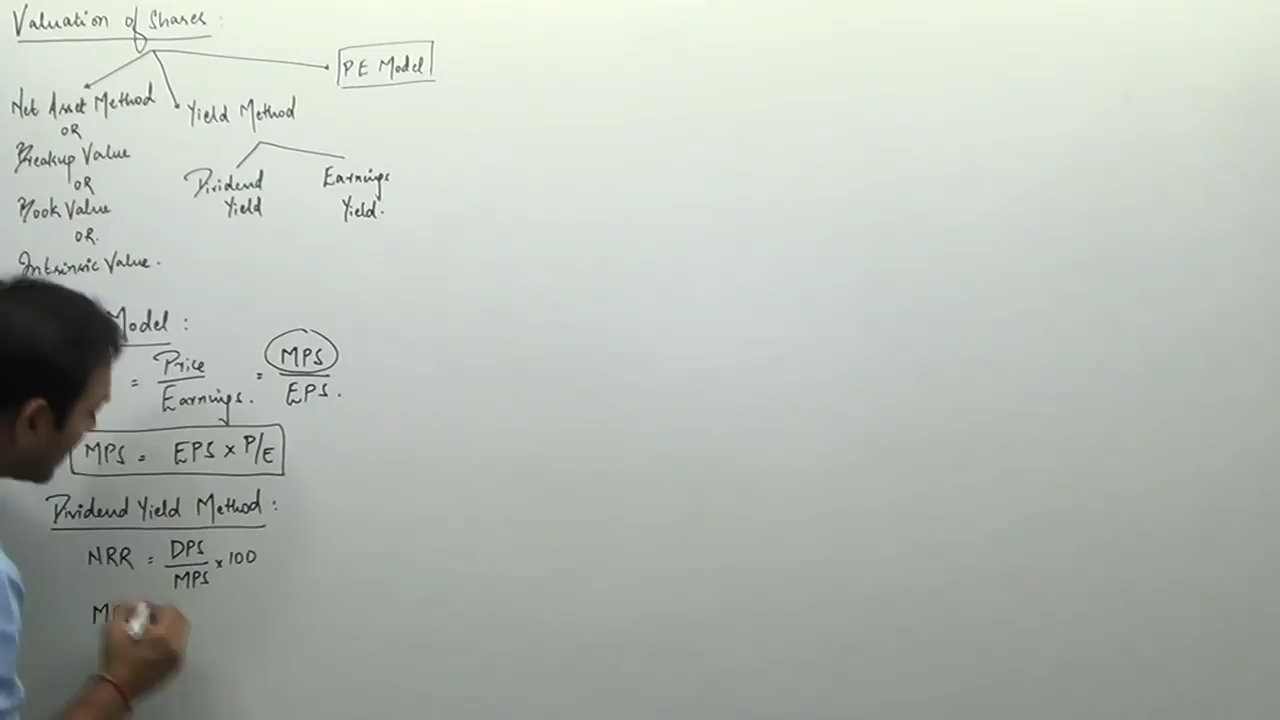 Valuation of Shares :
PE Model
Net Asset Method
OR
Breakup Value
OR
Book Value
OR.
Intrinsic Value.
Yield Method
Dividend Yield
Earnings Yield.
Model :
= Price / Earnings. = MPS / EPS.
MPS = EPS × P/E
Dividend Yield Method :
NRR = DPS / MPS × 100